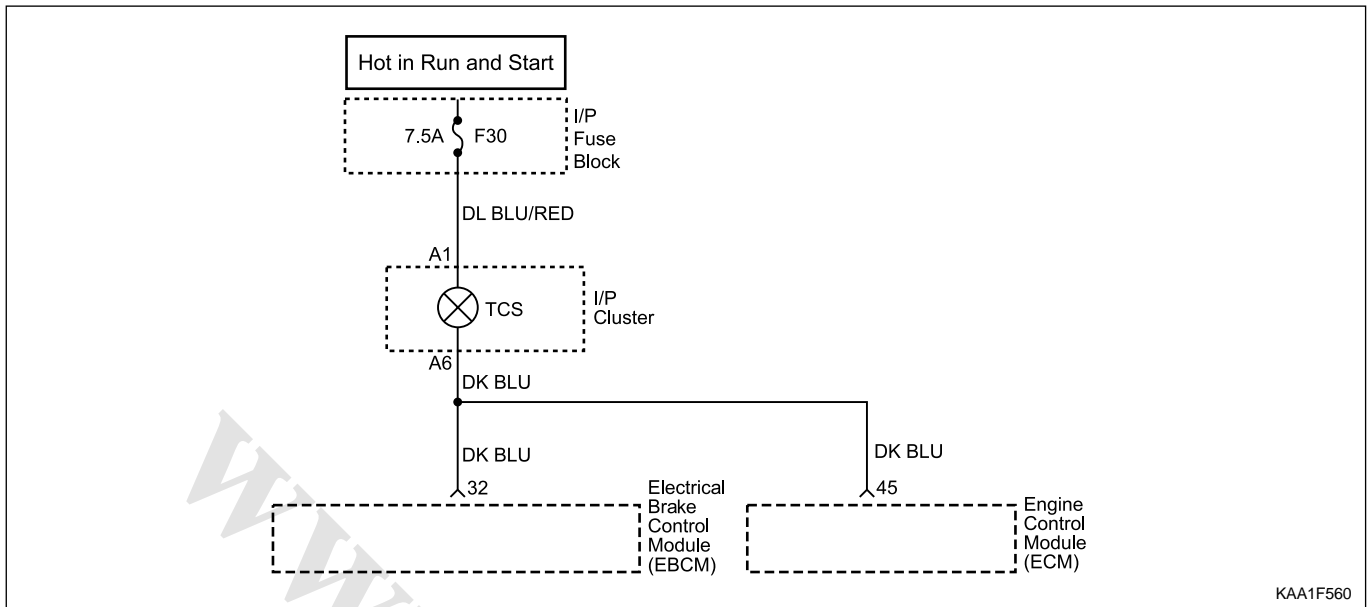 Hot in Run and Start
7.5A
F30
I/P
Fuse
Block
DL BLU/RED
A1
TCS
I/P
Cluster
A6
DK BLU
DK BLU
DK BLU
32
45
Electrical
Brake
Control
Module
(EBCM)
Engine
Control
Module
(ECM)
KAA1F560